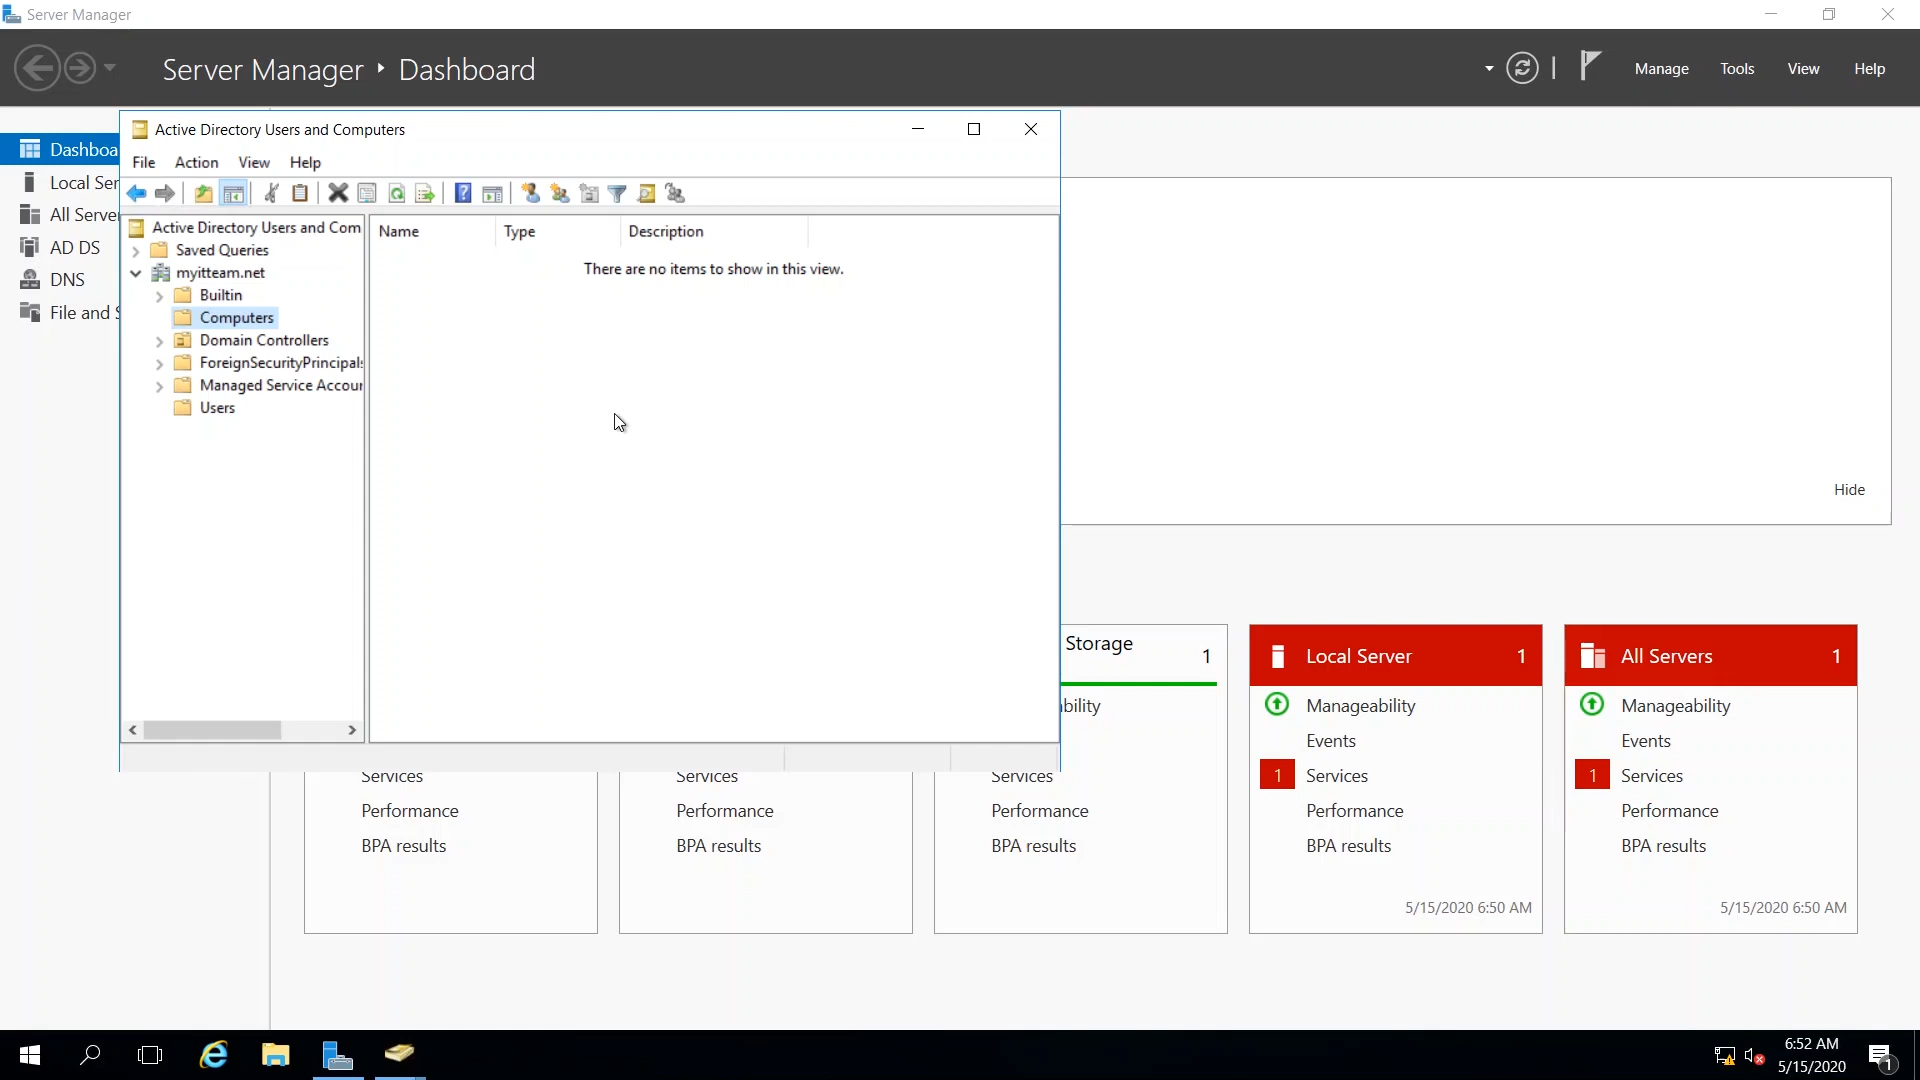 Server Manager
Server Manager ‣ Dashboard
Manage
Tools
View
Help
Dashboa
Local Ser
All Serve
AD DS
DNS
File and S
Active Directory Users and Computers
File
Action
View
Help
Active Directory Users and Com
Saved Queries
myitteam.net
Builtin
Computers
Domain Controllers
ForeignSecurityPrincipals
Managed Service Accour
Users
Name
Type
Description
There are no items to show in this view.
Hide
Services
Performance
BPA results
Services
Performance
BPA results
Storage
1
bility
Services
Performance
BPA results
Local Server
1
Manageability
Events
1 Services
Performance
BPA results
5/15/2020 6:50 AM
All Servers
1
Manageability
Events
1 Services
Performance
BPA results
5/15/2020 6:50 AM
6:52 AM
5/15/2020
1